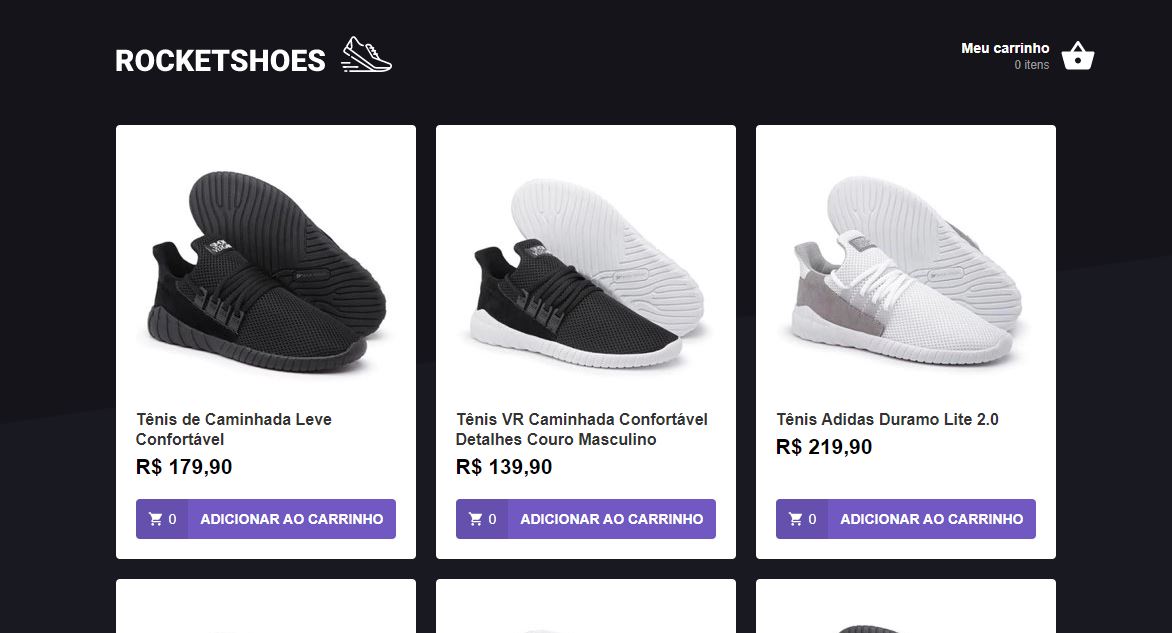 ROCKETSHOES
Meu carrinho
0 itens
Tênis de Caminhada Leve
Confortável
R$ 179,90
0 ADICIONAR AO CARRINHO
Tênis VR Caminhada Confortável
Detalhes Couro Masculino
R$ 139,90
0 ADICIONAR AO CARRINHO
Tênis Adidas Duramo Lite 2.0
R$ 219,90
0 ADICIONAR AO CARRINHO